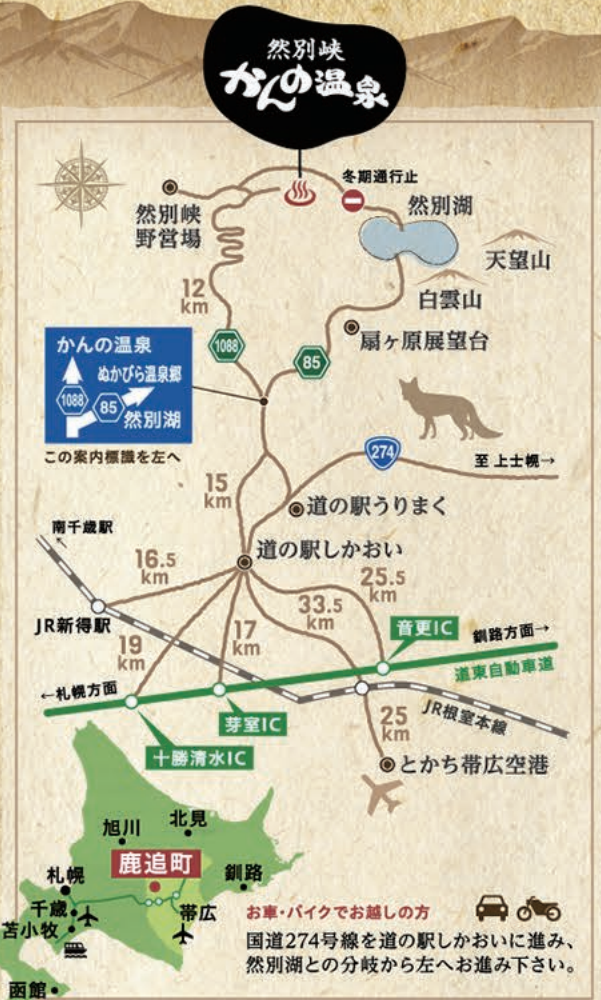 然別峡
かんの温泉
冬期通行止
然別峡
野営場
然別湖
天望山
白雲山
12
km
1088
85
扇ヶ原展望台
かんの温泉
ぬかびら温泉郷
1088
85
然別湖
この案内標識を左へ
274
至 上士幌→
15
km
道の駅うりまく
道の駅しかおい
南千歳駅
←
16.5
km
25.5
km
33.5
km
JR新得駅
19
km
17
km
音更IC
釧路方面→
道東自動車道
←札幌方面
芽室IC
JR根室本線
25
km
十勝清水IC
とかち帯広空港
旭川
北見
鹿追町
札幌
釧路
千歳
苫小牧
帯広
函館
お車・バイクでお越しの方
国道274号線を道の駅しかおいに進み、
然別湖との分岐から左へお進み下さい。